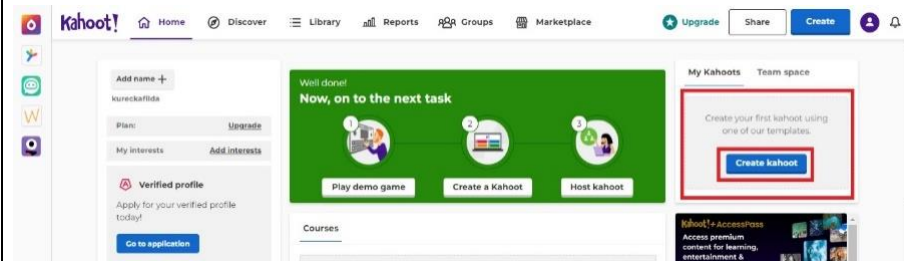 Kahoot! Home Discover Library Reports Groups Marketplace Upgrade Share Create
Add name +
kureckafilda
Plan: Upgrade
My interests Add interests
Verified profile
Apply for your verified profile
today!
Go to application
Well done!
Now, on to the next task
1 2 3
Play demo game Create a Kahoot Host kahoot
Courses
My Kahoots Team space
Create your first kahoot using
one of our templates.
Create kahoot
Kahoot!+ AccessPass
Access premium
content for learning,
entertainment &